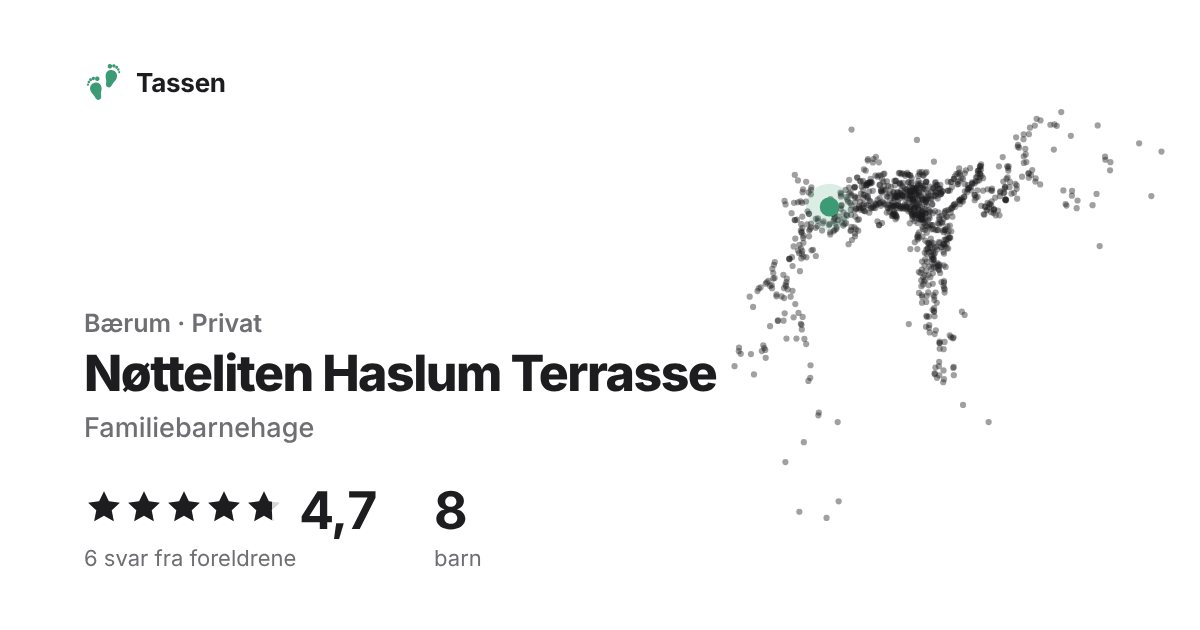 Tassen
Bærum · Privat
Nøtteliten Haslum Terrasse
Familiebarnehage
4,7
8
6 svar fra foreldrene
barn